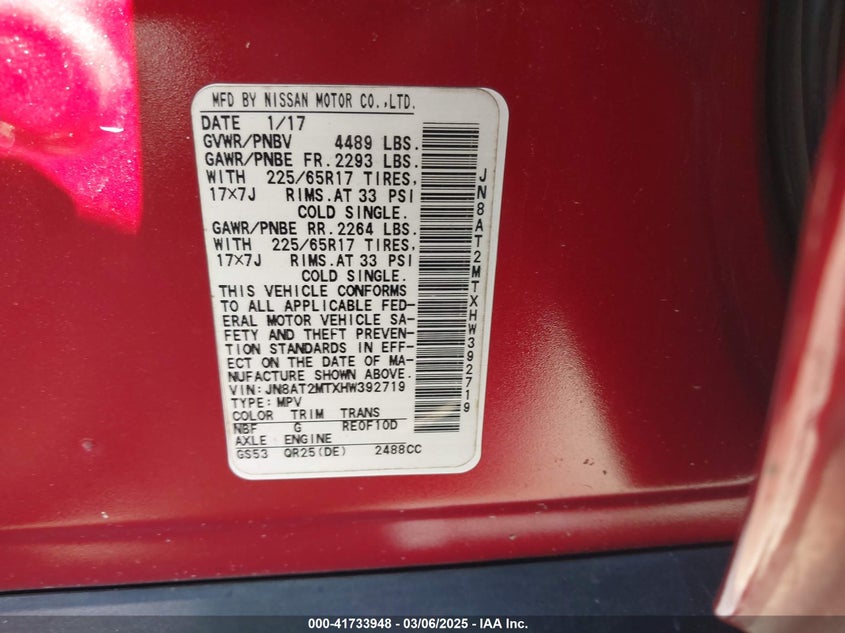 MFD BY NISSAN MOTOR CO.,LTD.
DATE 1/17
GVWR/PNBV 4489 LBS.
GAWR/PNBE FR. 2293 LBS.
WITH 225/65R17 TIRES,
17×7J RIMS.AT 33 PSI
COLD SINGLE.
GAWR/PNBE RR. 2264 LBS.
WITH 225/65R17 TIRES,
17×7J RIMS.AT 33 PSI
COLD SINGLE.
THIS VEHICLE CONFORMS
TO ALL APPLICABLE FED-
ERAL MOTOR VEHICLE SA-
FETY AND THEFT PREVEN-
TION STANDARDS IN EFF-
ECT ON THE DATE OF MA-
NUFACTURE SHOWN ABOVE.
VIN: JN8AT2MTXHW392719
TYPE: MPV
COLOR TRIM TRANS
NBF G RE0F10D
AXLE ENGINE
GS53 QR25(DE) 2488CC
JN8AT2MTXHW392719
000-41733948 - 03/06/2025 - IAA Inc.